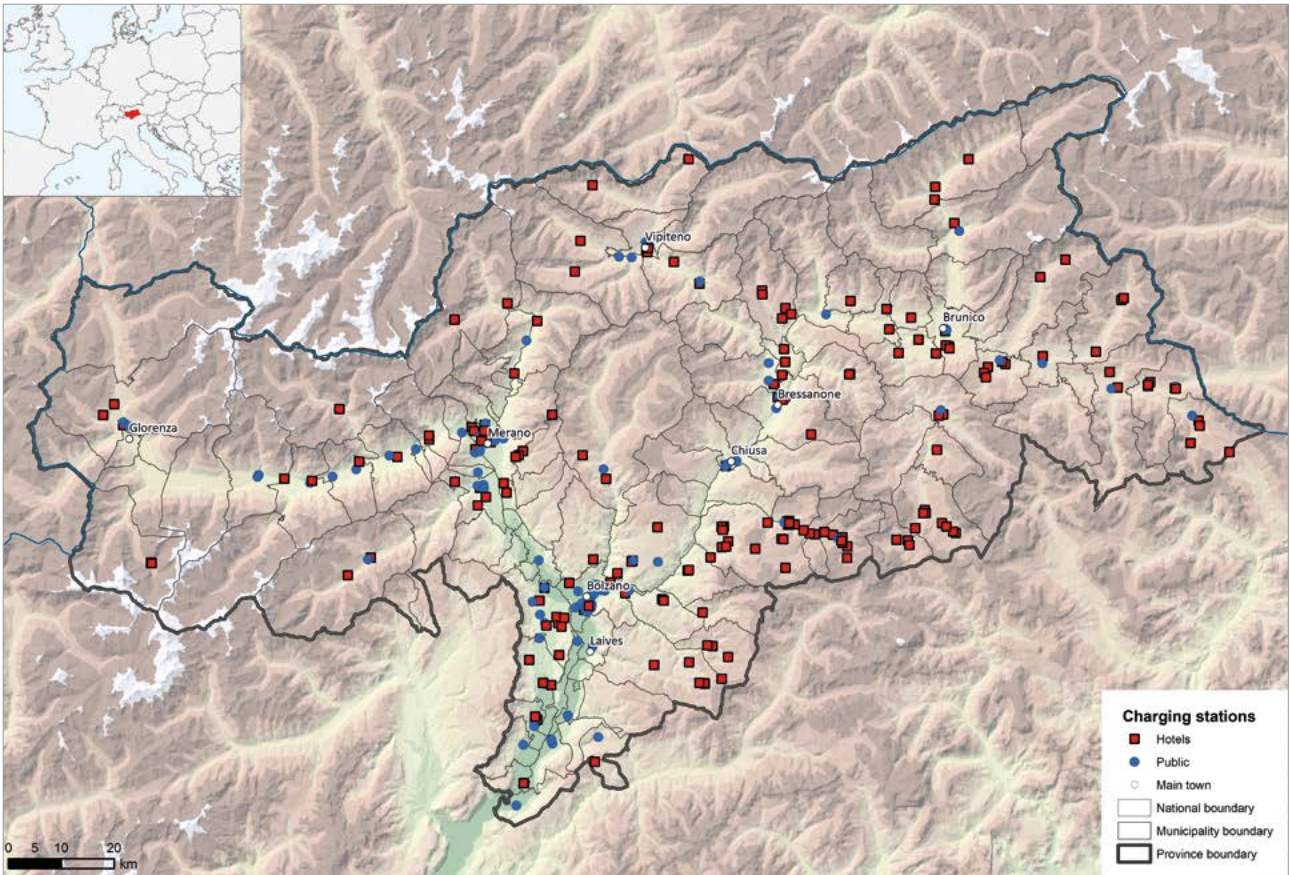 Vipiteno
Brunico
Bressanone
Glorenza
Merano
Chiusa
Bolzano
Laives
Charging stations
Hotels
Public
Main town
National boundary
Municipality boundary
Province boundary
0 5 10 20
km